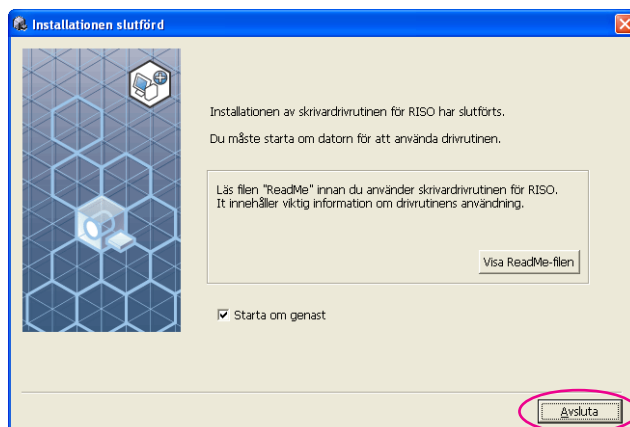 Installationen slutförd
Installationen av skrivardrivrutinen för RISO har slutförts.
Du måste starta om datorn för att använda drivrutinen.
Läs filen "ReadMe" innan du använder skrivardrivrutinen för RISO.
It innehåller viktig information om drivrutinens användning.
Visa ReadMe-filen
Starta om genast
Avsluta